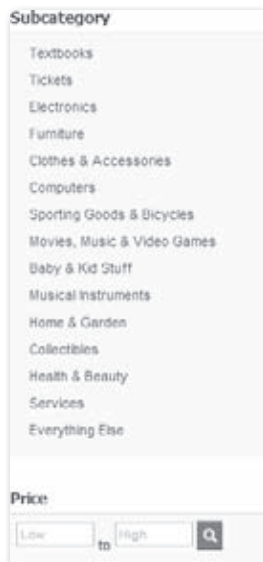 Subcategory
Textbooks
Tickets
Electronics
Furniture
Clothes & Accessories
Computers
Sporting Goods & Bicycles
Movies, Music & Video Games
Baby & Kid Stuff
Musical Instruments
Home & Garden
Collectibles
Health & Beauty
Services
Everything Else
Price
Low to High